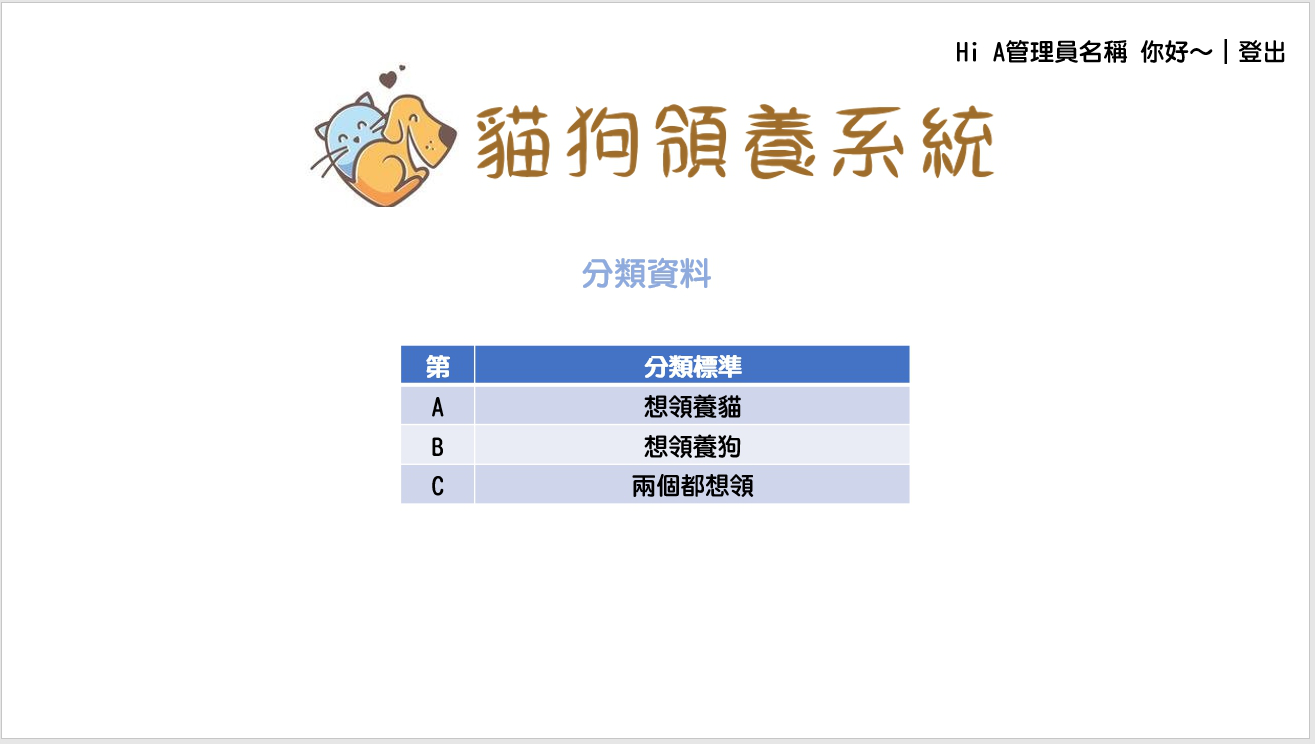 Hi A管理員名稱 你好～｜登出
貓狗領養系統
分類資料
第 分類標準
A 想領養貓
B 想領養狗
C 兩個都想領